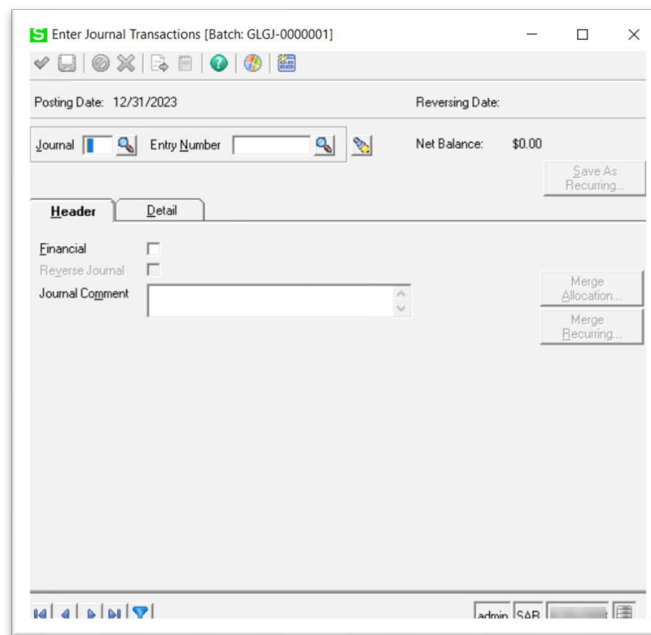 S Enter Journal Transactions [Batch: GLGJ-0000001]
Posting Date: 12/31/2023 Reversing Date:
Journal Entry Number Net Balance: $0.00
Save As
Recurring...
Header Detail
Financial
Reverse Journal
Journal Comment
Merge
Allocation...
Merge
Recurring...
admin SAR